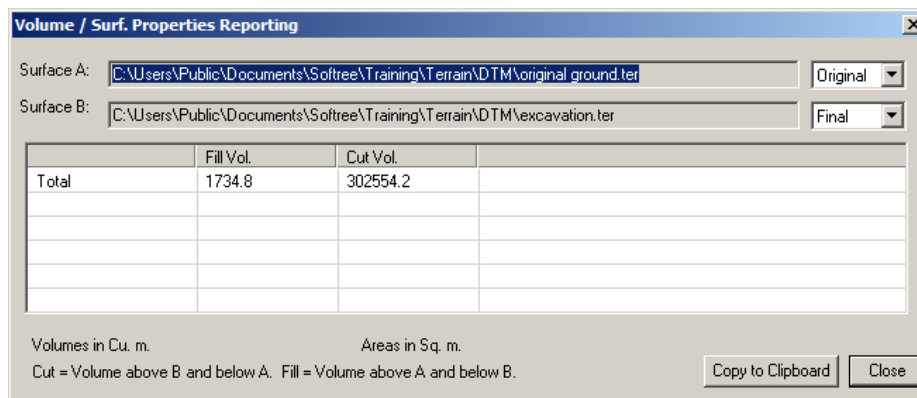 Volume / Surf. Properties Reporting
Surface A: C:\Users\Public\Documents\Softree\Training\Terrain\DTM\original ground.ter Original
Surface B: C:\Users\Public\Documents\Softree\Training\Terrain\DTM\excavation.ter Final
Fill Vol. Cut Vol.
Total 1734.8 302554.2
Volumes in Cu. m. Areas in Sq. m.
Cut = Volume above B and below A. Fill = Volume above A and below B.
Copy to Clipboard Close